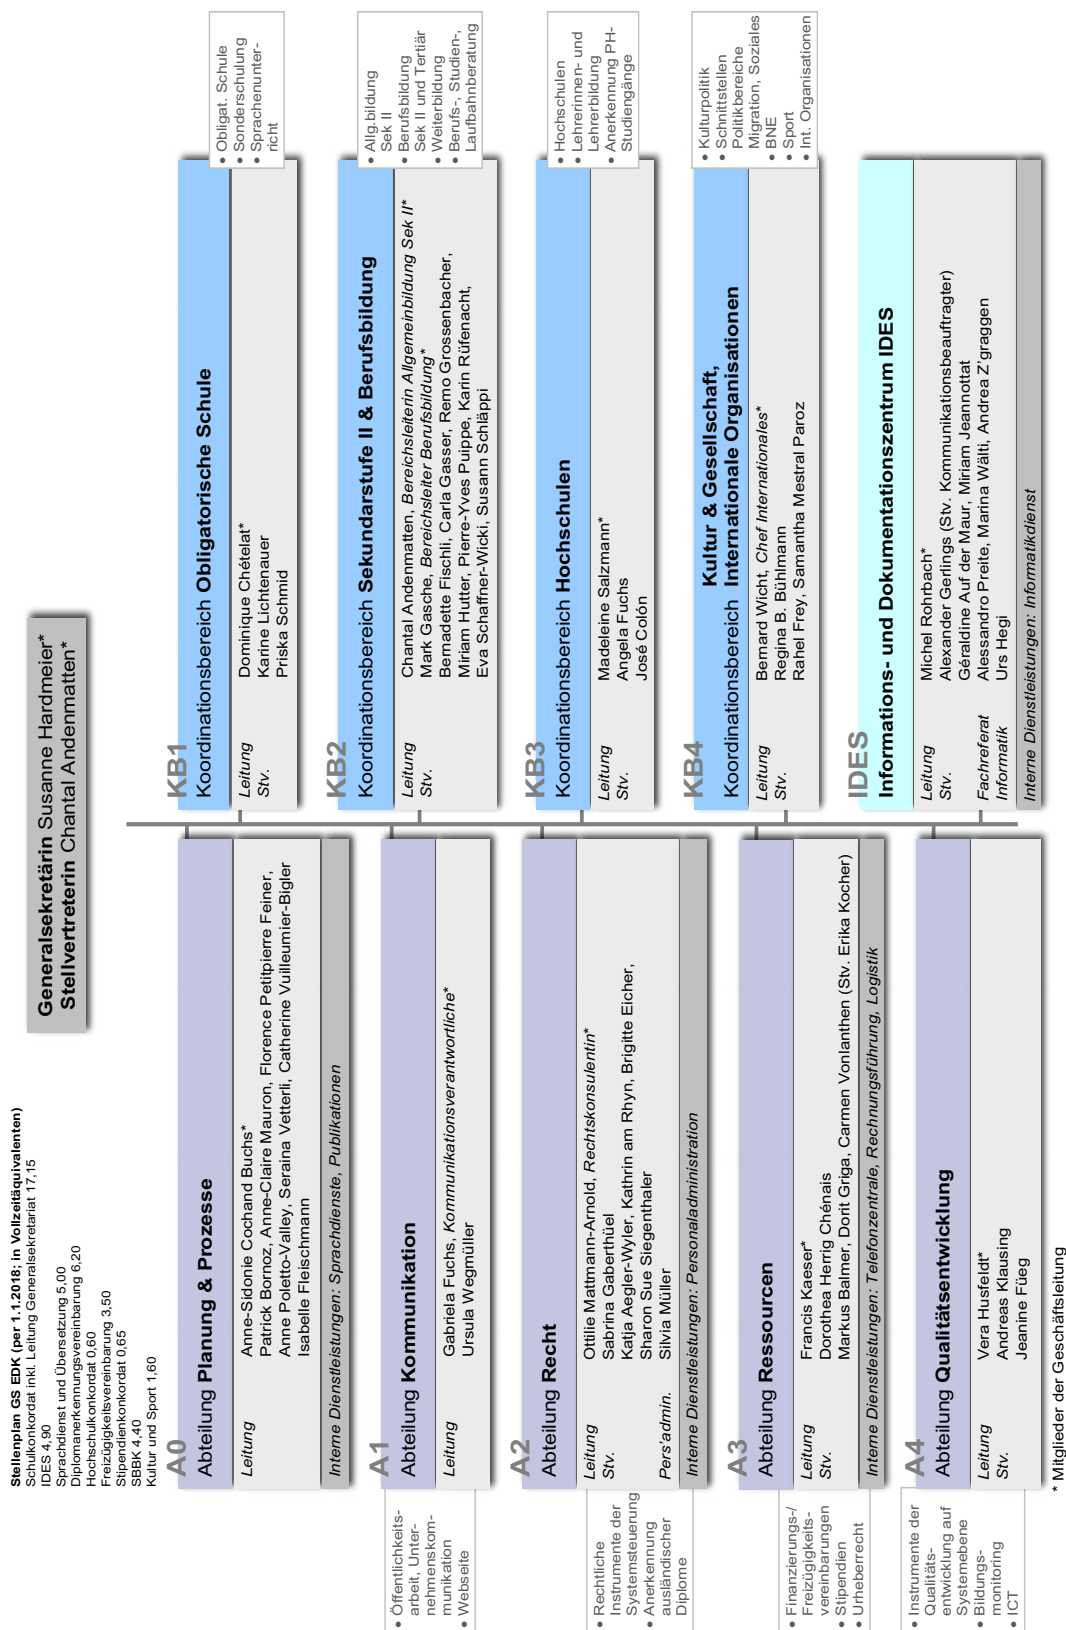 Generalsekretärin Susanne Hardmeier*
Stellvertreterin Chantal Andenmatten*
Stellenplan GS EDK (per 1.1.2018; in Vollzeitäquivalenten)
Schulkonkordat inkl. Leitung Generalsekretariat 17,15
IDES 4,90
Sprachdienst und Übersetzung 5,00
Diplomanerkennungsvereinbarung 6,20
Hochschulkonkordat 0,60
Freizügigkeitsvereinbarung 3,50
Stipendienkonkordat 0,65
SBBK 4,40
Kultur und Sport 1,60
A0
Abteilung Planung & Prozesse
Leitung Anne-Sidonie Cochand Buchs*
Patrick Bornoz, Anne-Claire Mauron, Florence Petitpierre Feiner,
Anne Poletto-Valley, Seraina Vetterli, Catherine Vuilleumier-Bigler
Isabelle Fleischmann
Interne Dienstleistungen: Sprachdienste, Publikationen
A1
Abteilung Kommunikation
Leitung Gabriela Fuchs, Kommunikationsverantwortliche*
Ursula Wegmüller
• Öffentlichkeits-
arbeit, Unter-
nehmenskom-
munikation
• Webseite
A2
Abteilung Recht
Leitung Ottilie Mattmann-Arnold, Rechtskonsulentin*
Stv. Sabrina Gaberthüel
Katja Aegler-Wyler, Kathrin am Rhyn, Brigitte Eicher,
Sharon Sue Siegenthaler
Pers'admin. Silvia Müller
Interne Dienstleistungen: Personaladministration
• Rechtliche
Instrumente der
Systemsteuerung
• Anerkennung
ausländischer
Diplome
A3
Abteilung Ressourcen
Leitung Francis Kaeser*
Stv. Dorothea Herrig Chénais
Markus Balmer, Dorit Griga, Carmen Vonlanthen (Stv. Erika Kocher)
Interne Dienstleistungen: Telefonzentrale, Rechnungsführung, Logistik
• Finanzierungs-/
Freizügigkeits-
vereinbarungen
• Stipendien
• Urheberrecht
A4
Abteilung Qualitätsentwicklung
Leitung Vera Husfeldt*
Stv. Andreas Klausing
Jeanine Füeg
• Instrumente der
Qualitäts-
entwicklung auf
Systemebene
• Bildungs-
monitoring
• ICT
KB1
Koordinationsbereich Obligatorische Schule
Leitung Dominique Chételat*
Stv. Karine Lichtenauer
Priska Schmid
• Obligat. Schule
• Sonderschulung
• Sprachenunter-
richt
KB2
Koordinationsbereich Sekundarstufe II & Berufsbildung
Leitung Chantal Andenmatten, Bereichsleiterin Allgemeinbildung Sek II*
Stv. Mark Gasche, Bereichsleiter Berufsbildung*
Bernadette Fischli, Carla Gasser, Remo Grossenbacher,
Miriam Hutter, Pierre-Yves Puippe, Karin Rüfenacht,
Eva Schaffner-Wicki, Susann Schläppi
• Allg.bildung
Sek II
• Berufsbildung
Sek II und Tertiär
• Weiterbildung
• Berufs-, Studien-,
Laufbahnberatung
KB3
Koordinationsbereich Hochschulen
Leitung Madeleine Salzmann*
Stv. Angela Fuchs
José Colón
• Hochschulen
• Lehrerinnen- und
Lehrerbildung
• Anerkennung PH-
Studiengänge
KB4
Kultur & Gesellschaft,
Koordinationsbereich Internationale Organisationen
Leitung Bernard Wicht, Chef Internationales*
Stv. Regina B. Bühlmann
Rahel Frey, Samantha Mestral Paroz
• Kulturpolitik
• Schnittstellen
Politikbereiche
Migration, Soziales
• BNE
• Sport
• Int. Organisationen
IDES
Informations- und Dokumentationszentrum IDES
Leitung Michel Rohrbach*
Stv. Alexander Gerlings (Stv. Kommunikationsbeauftragter)
Géraldine Auf der Maur, Miriam Jeannottat
Fachreferat Alessandro Preite, Marina Wälti, Andrea Z'graggen
Informatik Urs Hegi
Interne Dienstleistungen: Informatikdienst
* Mitglieder der Geschäftsleitung